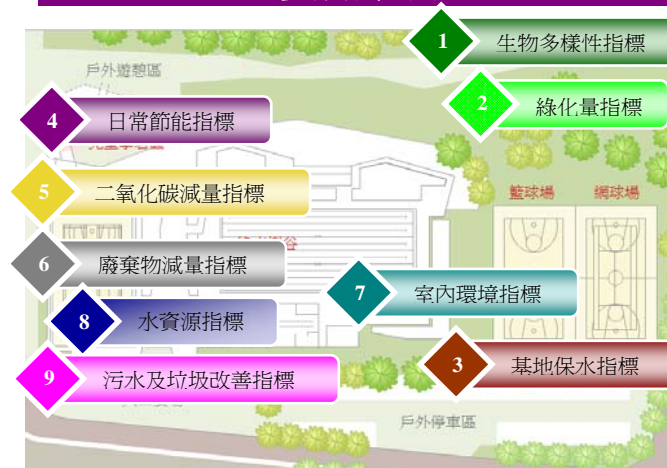 1 生物多樣性指標
戶外遊憩區
2 綠化量指標
4 日常節能指標
5 二氧化碳減量指標
籃球場 網球場
6 廢棄物減量指標
7 室內環境指標
8 水資源指標
3 基地保水指標
9 污水及垃圾改善指標
戶外停車區